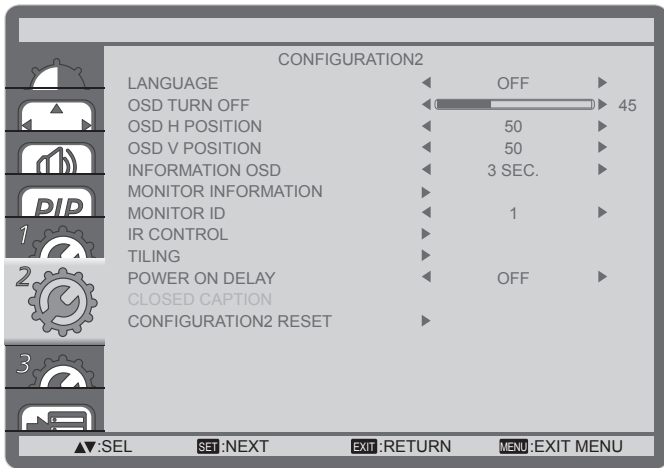 CONFIGURATION2
LANGUAGE OFF
OSD TURN OFF 45
OSD H POSITION 50
OSD V POSITION 50
INFORMATION OSD 3 SEC.
MONITOR INFORMATION
PIP
MONITOR ID 1
1
IR CONTROL
TILING
2
POWER ON DELAY OFF
CLOSED CAPTION
CONFIGURATION2 RESET
3
:SEL SET:NEXT EXIT:RETURN MENU:EXIT MENU